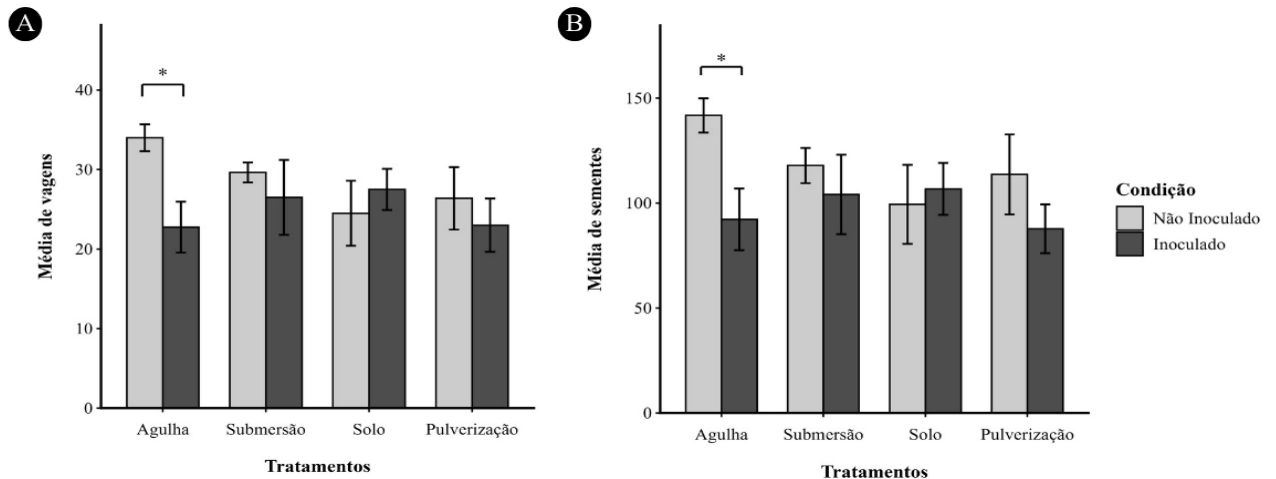 A
Média de vagens
40
30
20
10
0
*
Agulha
Submersão
Solo
Pulverização
Tratamentos
B
Média de sementes
150
100
50
0
*
Agulha
Submersão
Solo
Pulverização
Tratamentos
Condição
Não Inoculado
Inoculado